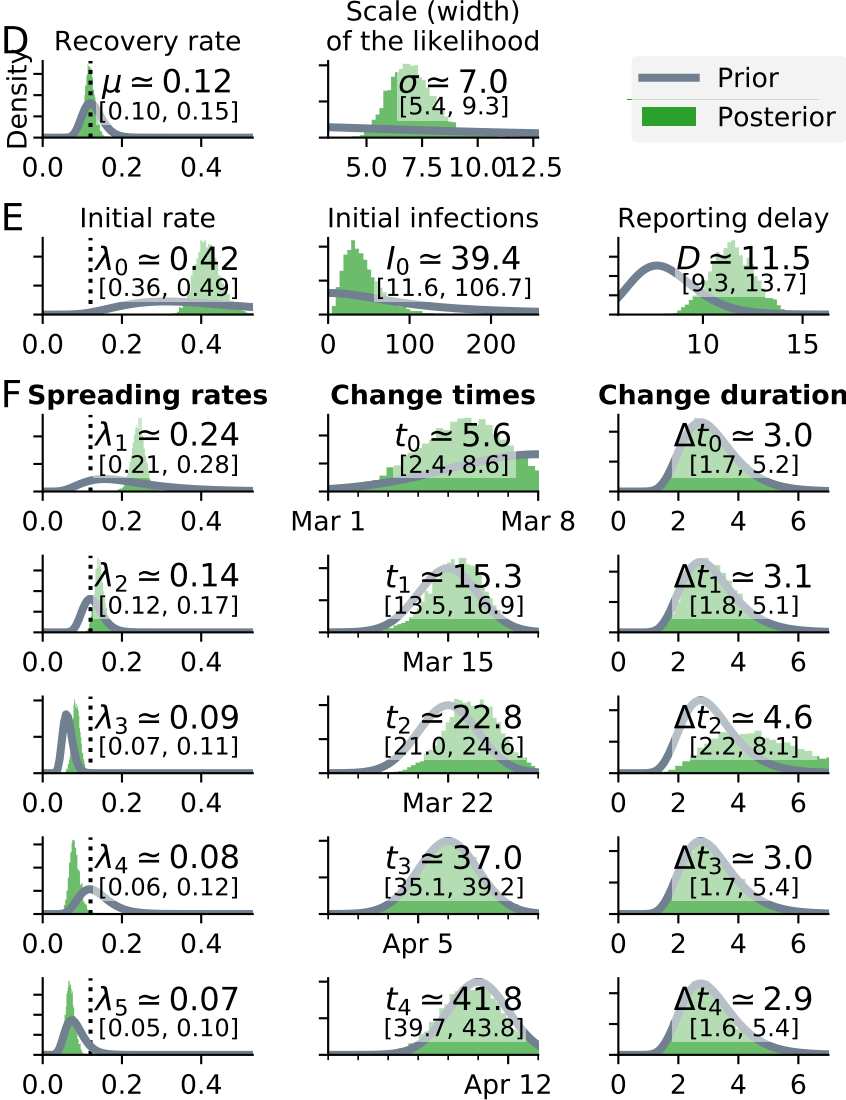 D
Recovery rate
Scale (width)
of the likelihood
Density
μ ≃ 0.12
[0.10, 0.15]
0.0 0.2 0.4
σ ≃ 7.0
[5.4, 9.3]
5.0 7.5 10.0 12.5
Prior
Posterior
E
Initial rate
Initial infections
Reporting delay
λ0 ≃ 0.42
[0.36, 0.49]
0.0 0.2 0.4
I0 ≃ 39.4
[11.6, 106.7]
0 100 200
D ≃ 11.5
[9.3, 13.7]
10 15
F
Spreading rates
Change times
Change duration
λ1 ≃ 0.24
[0.21, 0.28]
0.0 0.2 0.4
t0 ≃ 5.6
[2.4, 8.6]
Mar 1 Mar 8
Δt0 ≃ 3.0
[1.7, 5.2]
0 2 4 6
λ2 ≃ 0.14
[0.12, 0.17]
0.0 0.2 0.4
t1 ≃ 15.3
[13.5, 16.9]
Mar 15
Δt1 ≃ 3.1
[1.8, 5.1]
0 2 4 6
λ3 ≃ 0.09
[0.07, 0.11]
0.0 0.2 0.4
t2 ≃ 22.8
[21.0, 24.6]
Mar 22
Δt2 ≃ 4.6
[2.2, 8.1]
0 2 4 6
λ4 ≃ 0.08
[0.06, 0.12]
0.0 0.2 0.4
t3 ≃ 37.0
[35.1, 39.2]
Apr 5
Δt3 ≃ 3.0
[1.7, 5.4]
0 2 4 6
λ5 ≃ 0.07
[0.05, 0.10]
0.0 0.2 0.4
t4 ≃ 41.8
[39.7, 43.8]
Apr 12
Δt4 ≃ 2.9
[1.6, 5.4]
0 2 4 6